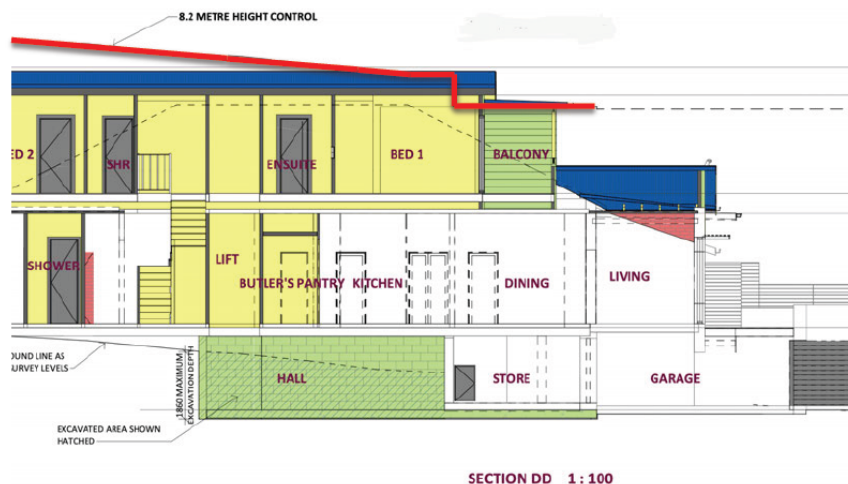 8.2 METRE HEIGHT CONTROL
ED 2
SHR
ENSUITE
BED 1
BALCONY
SHOWER
LIFT
BUTLER'S PANTRY
KITCHEN
DINING
LIVING
OUND LINE AS
SURVEY LEVELS
1860 MAXIMUM
EXCAVATION DEPTH
HALL
STORE
GARAGE
EXCAVATED AREA SHOWN
HATCHED
SECTION DD 1 : 100